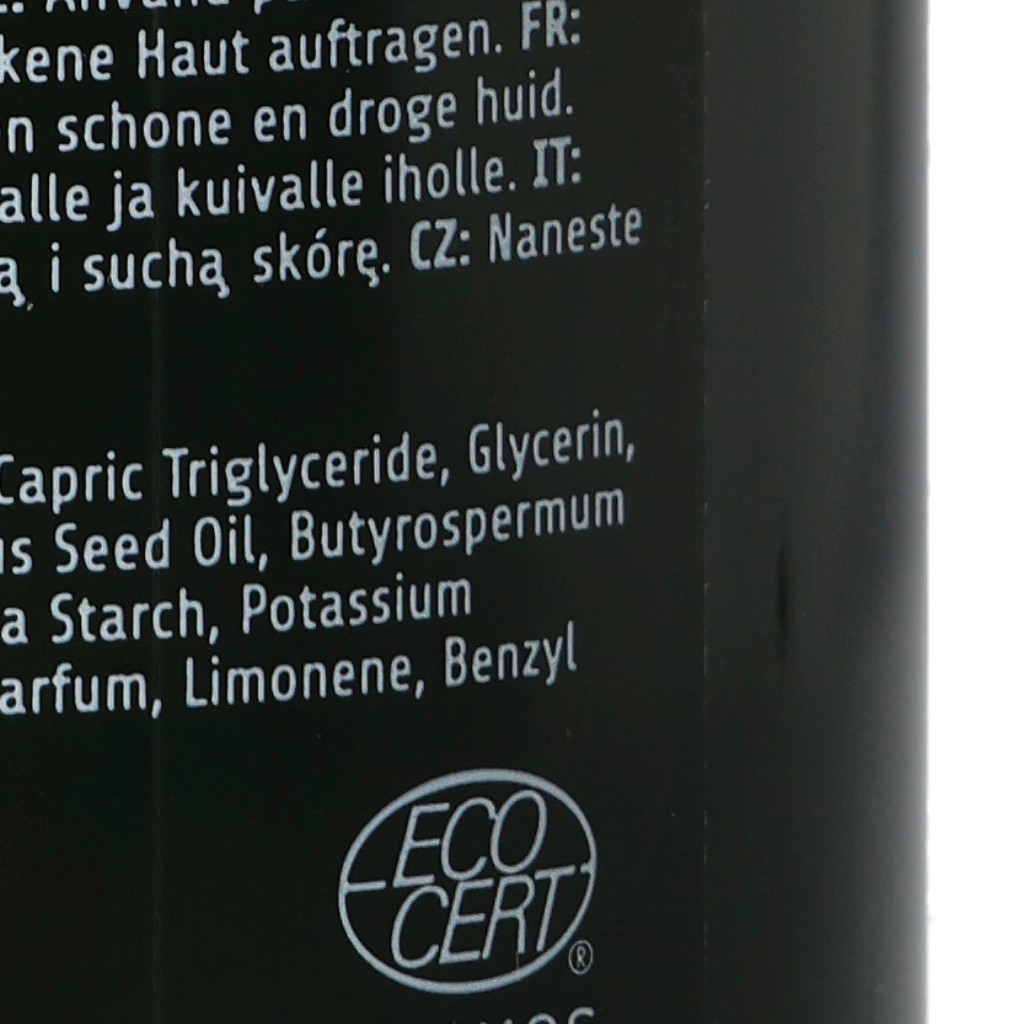 kene Haut auftragen. FR:
n schone en droge huid.
alle ja kuivalle iholle. IT:
ą i suchą skórę. CZ: Naneste
Capric Triglyceride, Glycerin,
us Seed Oil, Butyrospermum
a Starch, Potassium
arfum, Limonene, Benzyl
ECO
CERT®